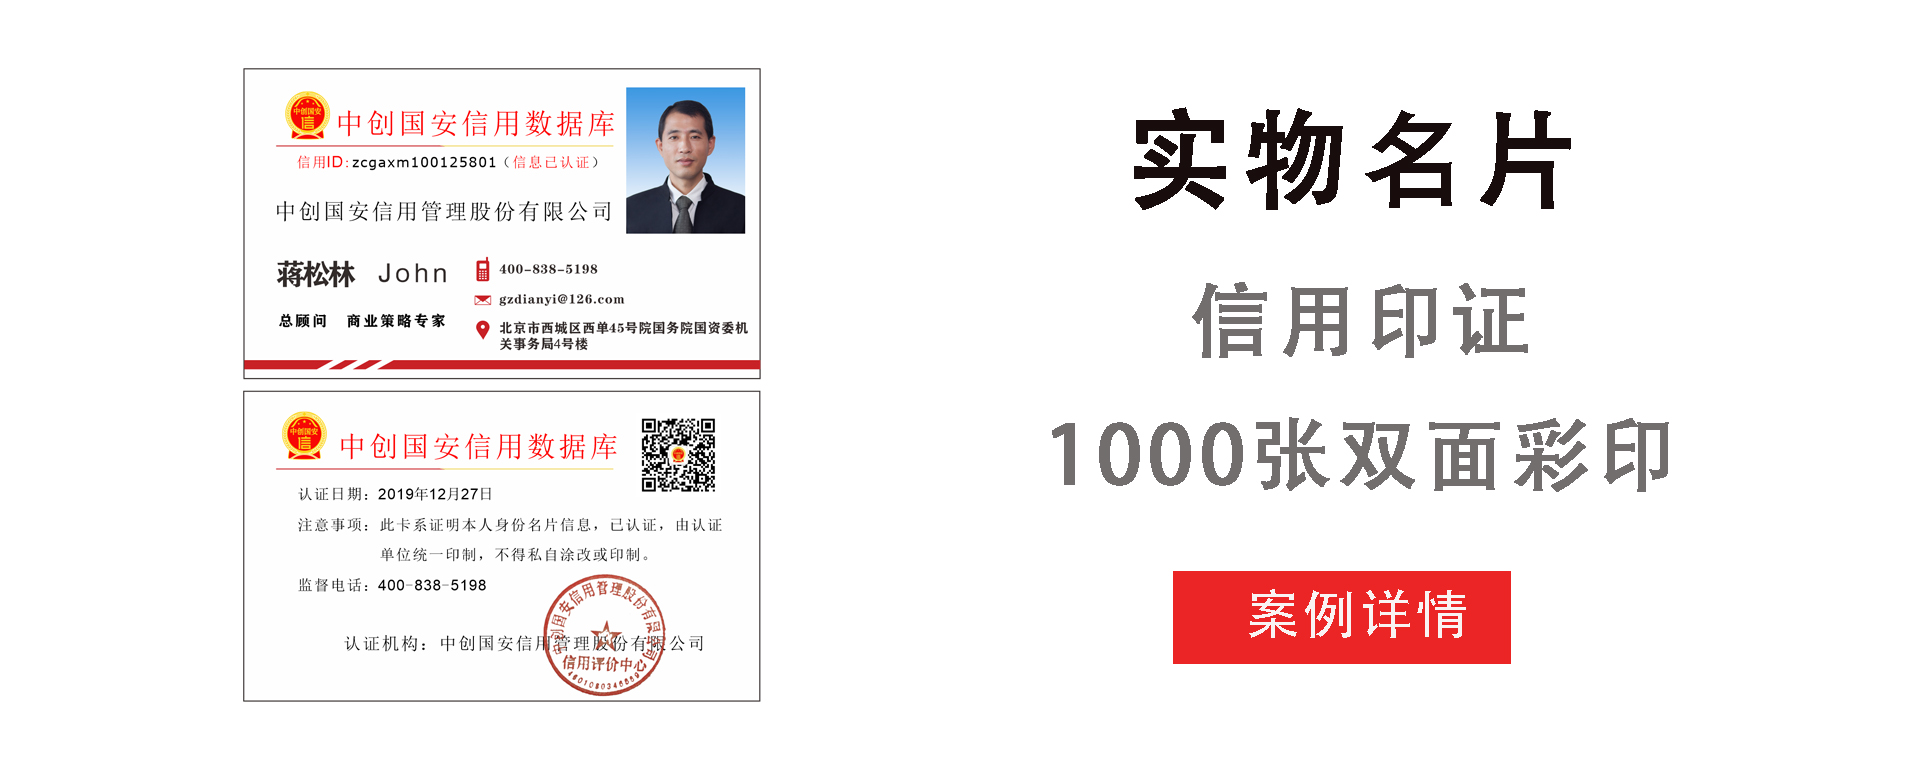 中创国安
信
中创国安信用数据库
信用ID:zcgaxm100125801（信息已认证）
中创国安信用管理股份有限公司
蒋松林 John
总顾问 商业策略专家
400-838-5198
gzdianyi@126.com
北京市西城区西单45号院国务院国资委机
关事务局4号楼
中创国安
信
中创国安信用数据库
认证日期：2019年12月27日
注意事项：此卡系证明本人身份名片信息，已认证，由认证
单位统一印制，不得私自涂改或印制。
监督电话：400-838-5198
认证机构：中创国安信用管理股份有限公司
中创国安信用管理股份有限公司
信用评价中心
实物名片
信用印证
1000张双面彩印
案例详情